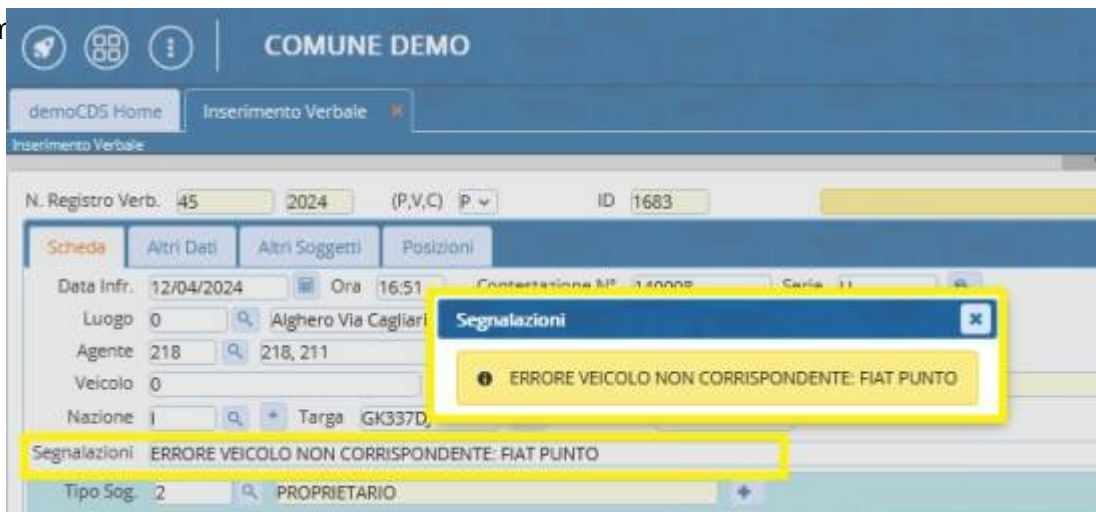 COMUNE DEMO
demoCDS Home Inserimento Verbale
Inserimento Verbale
N. Registro Verb. 45 2024 (P,V,C) P ID 1683
Scheda Altri Dati Altri Soggetti Posizioni
Data Infr. 12/04/2024 Ora 16:51
Luogo 0 Alghero Via Cagliari
Segnalazioni
Agente 218 218, 211
ERRORE VEICOLO NON CORRISPONDENTE: FIAT PUNTO
Veicolo 0
Nazione I Targa
Segnalazioni ERRORE VEICOLO NON CORRISPONDENTE: FIAT PUNTO
Tipo Sog. 2 PROPRIETARIO